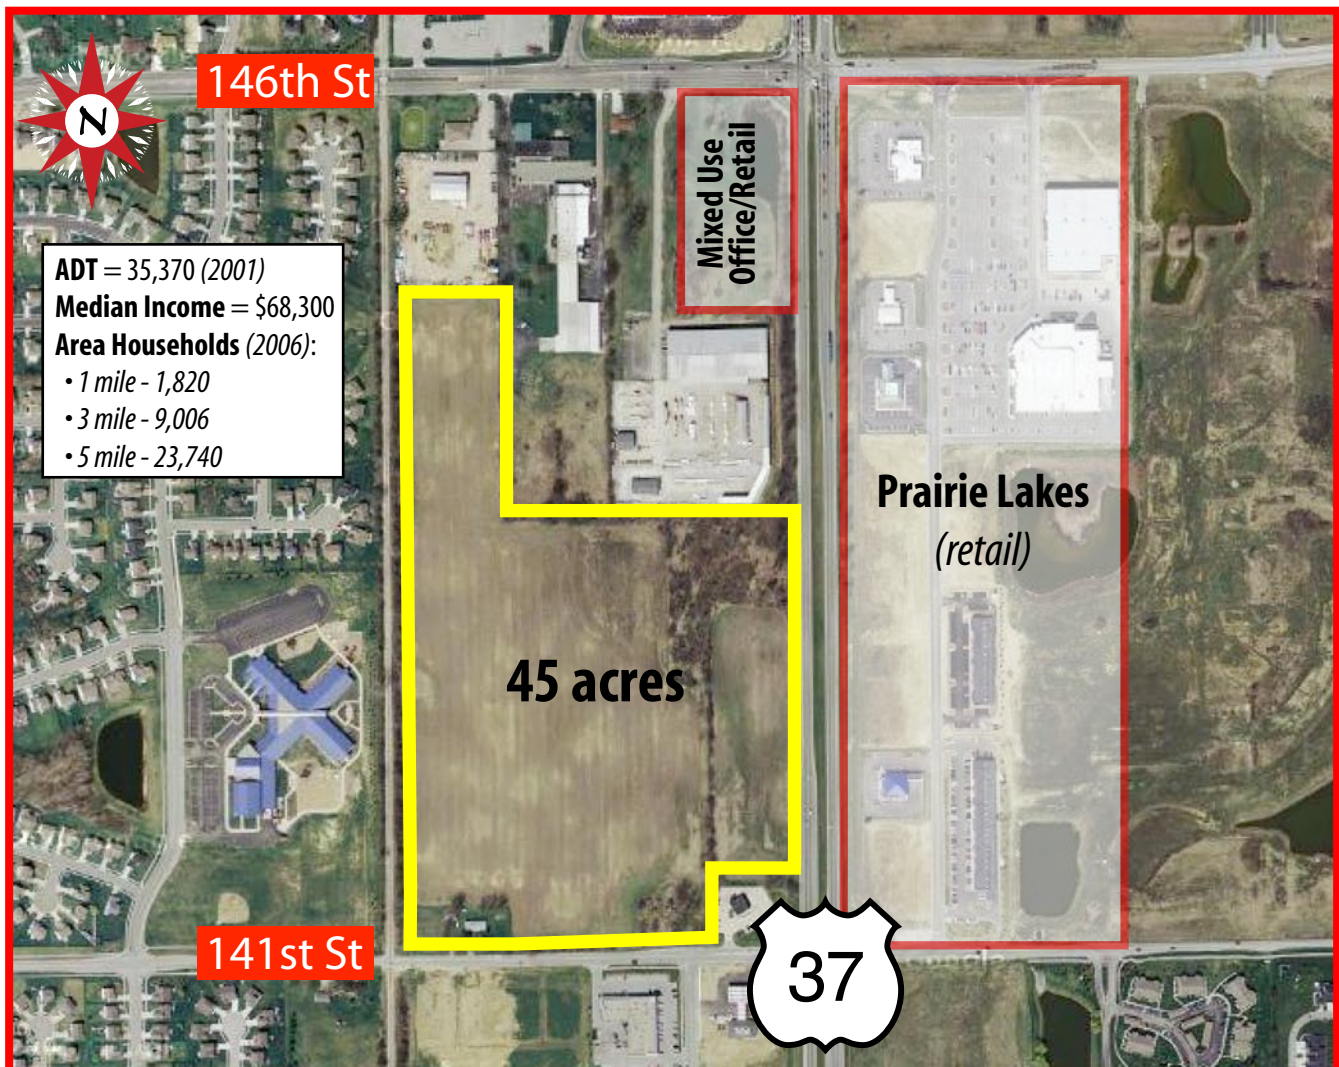 146th St
N
Mixed Use
Office/Retail
ADT = 35,370 (2001)
Median Income = $68,300
Area Households (2006):
• 1 mile - 1,820
• 3 mile - 9,006
• 5 mile - 23,740
Prairie Lakes
(retail)
45 acres
141st St
37